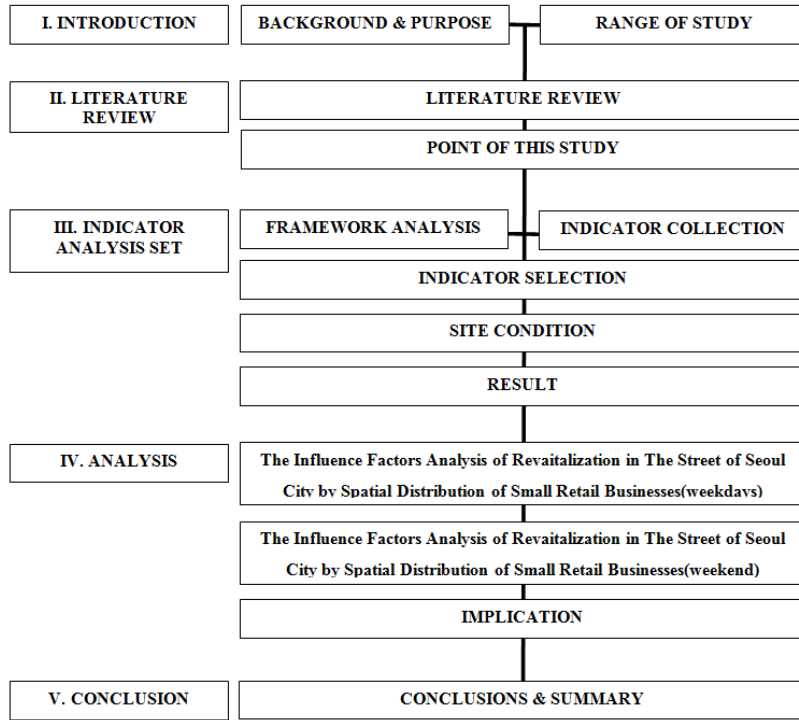 I. INTRODUCTION
BACKGROUND & PURPOSE
RANGE OF STUDY
II. LITERATURE
REVIEW
LITERATURE REVIEW
POINT OF THIS STUDY
III. INDICATOR
ANALYSIS SET
FRAMEWORK ANALYSIS
INDICATOR COLLECTION
INDICATOR SELECTION
SITE CONDITION
RESULT
IV. ANALYSIS
The Influence Factors Analysis of Revaitalization in The Street of Seoul
City by Spatial Distribution of Small Retail Businesses(weekdays)
The Influence Factors Analysis of Revaitalization in The Street of Seoul
City by Spatial Distribution of Small Retail Businesses(weekend)
IMPLICATION
V. CONCLUSION
CONCLUSIONS & SUMMARY